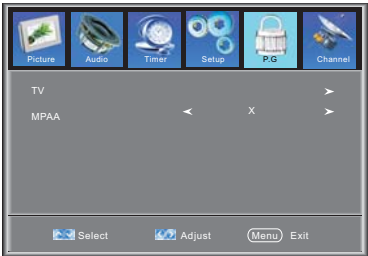 Picture Audio Timer Setup P.G Channel
TV
MPAA X
Select Adjust Menu Exit